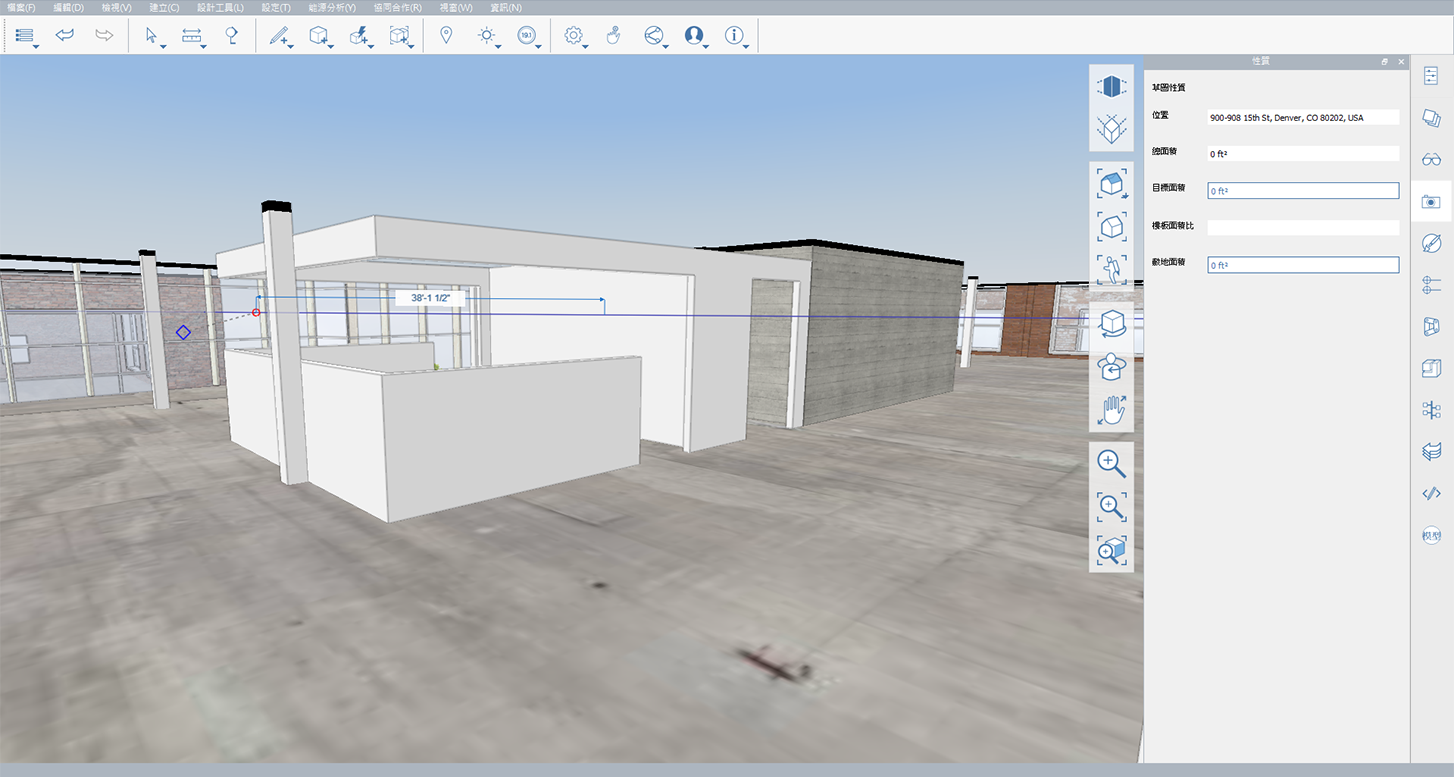 檔案(F) 編輯(D) 檢視(V) 建立(C) 設計工具(L) 設定(T) 能源分析(Y) 協同合作(R) 視窗(W) 資訊(N)
19.1
性質
草圖性質
位置 900-908 15th St, Denver, CO 80202, USA
總面積 0 ft²
目標面積 0 ft²
樓板面積比
敷地面積 0 ft²
38'-1 1/2"
模型